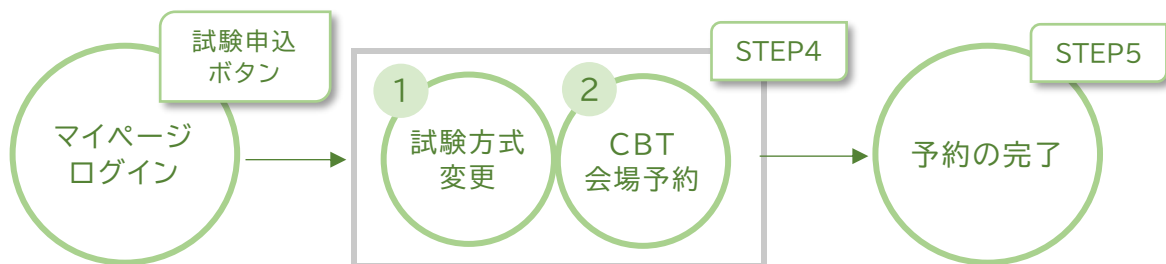 試験申込
ボタン
マイページ
ログイン
STEP4
1
試験方式
変更
2
CBT
会場予約
STEP5
予約の完了